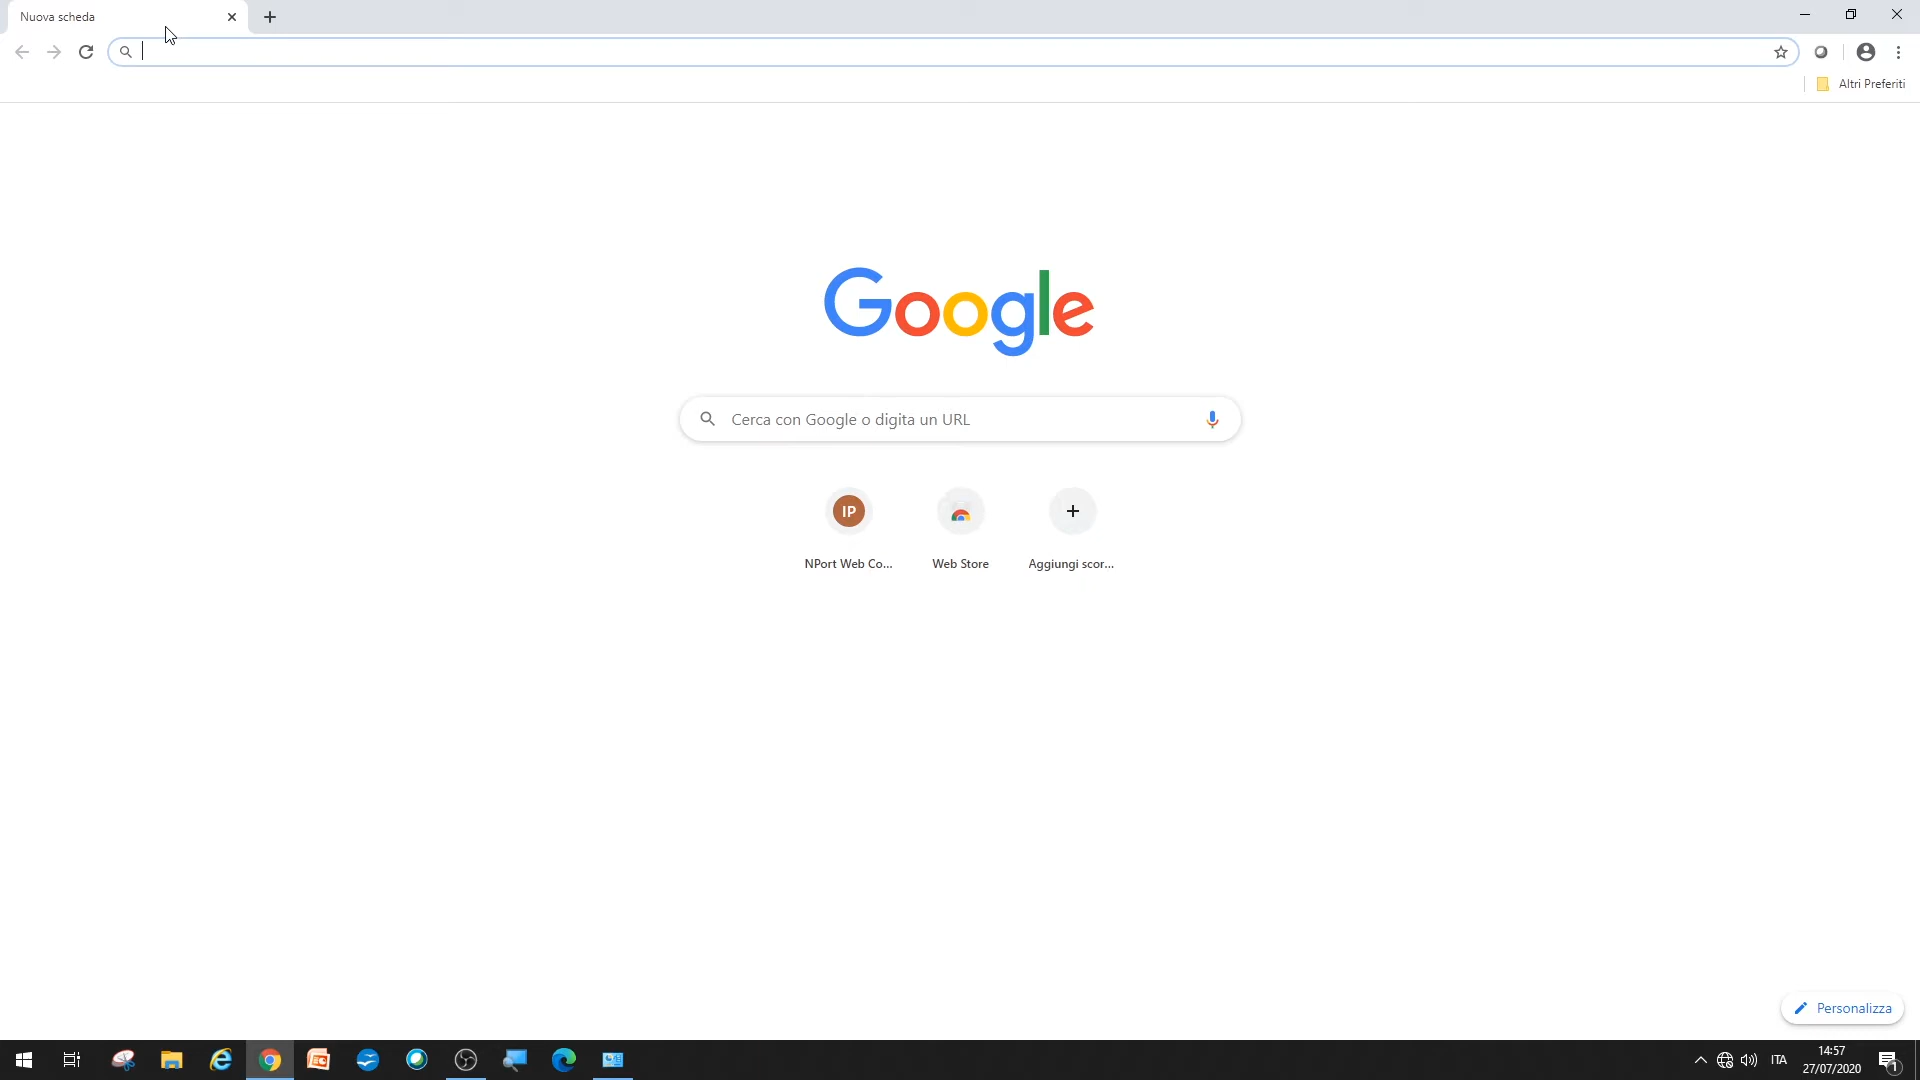 Nuova scheda
Altri Preferiti
Google
Cerca con Google o digita un URL
IP
NPort Web Co...
Web Store
Aggiungi scor...
Personalizza
ITA
14:57
27/07/2020
1